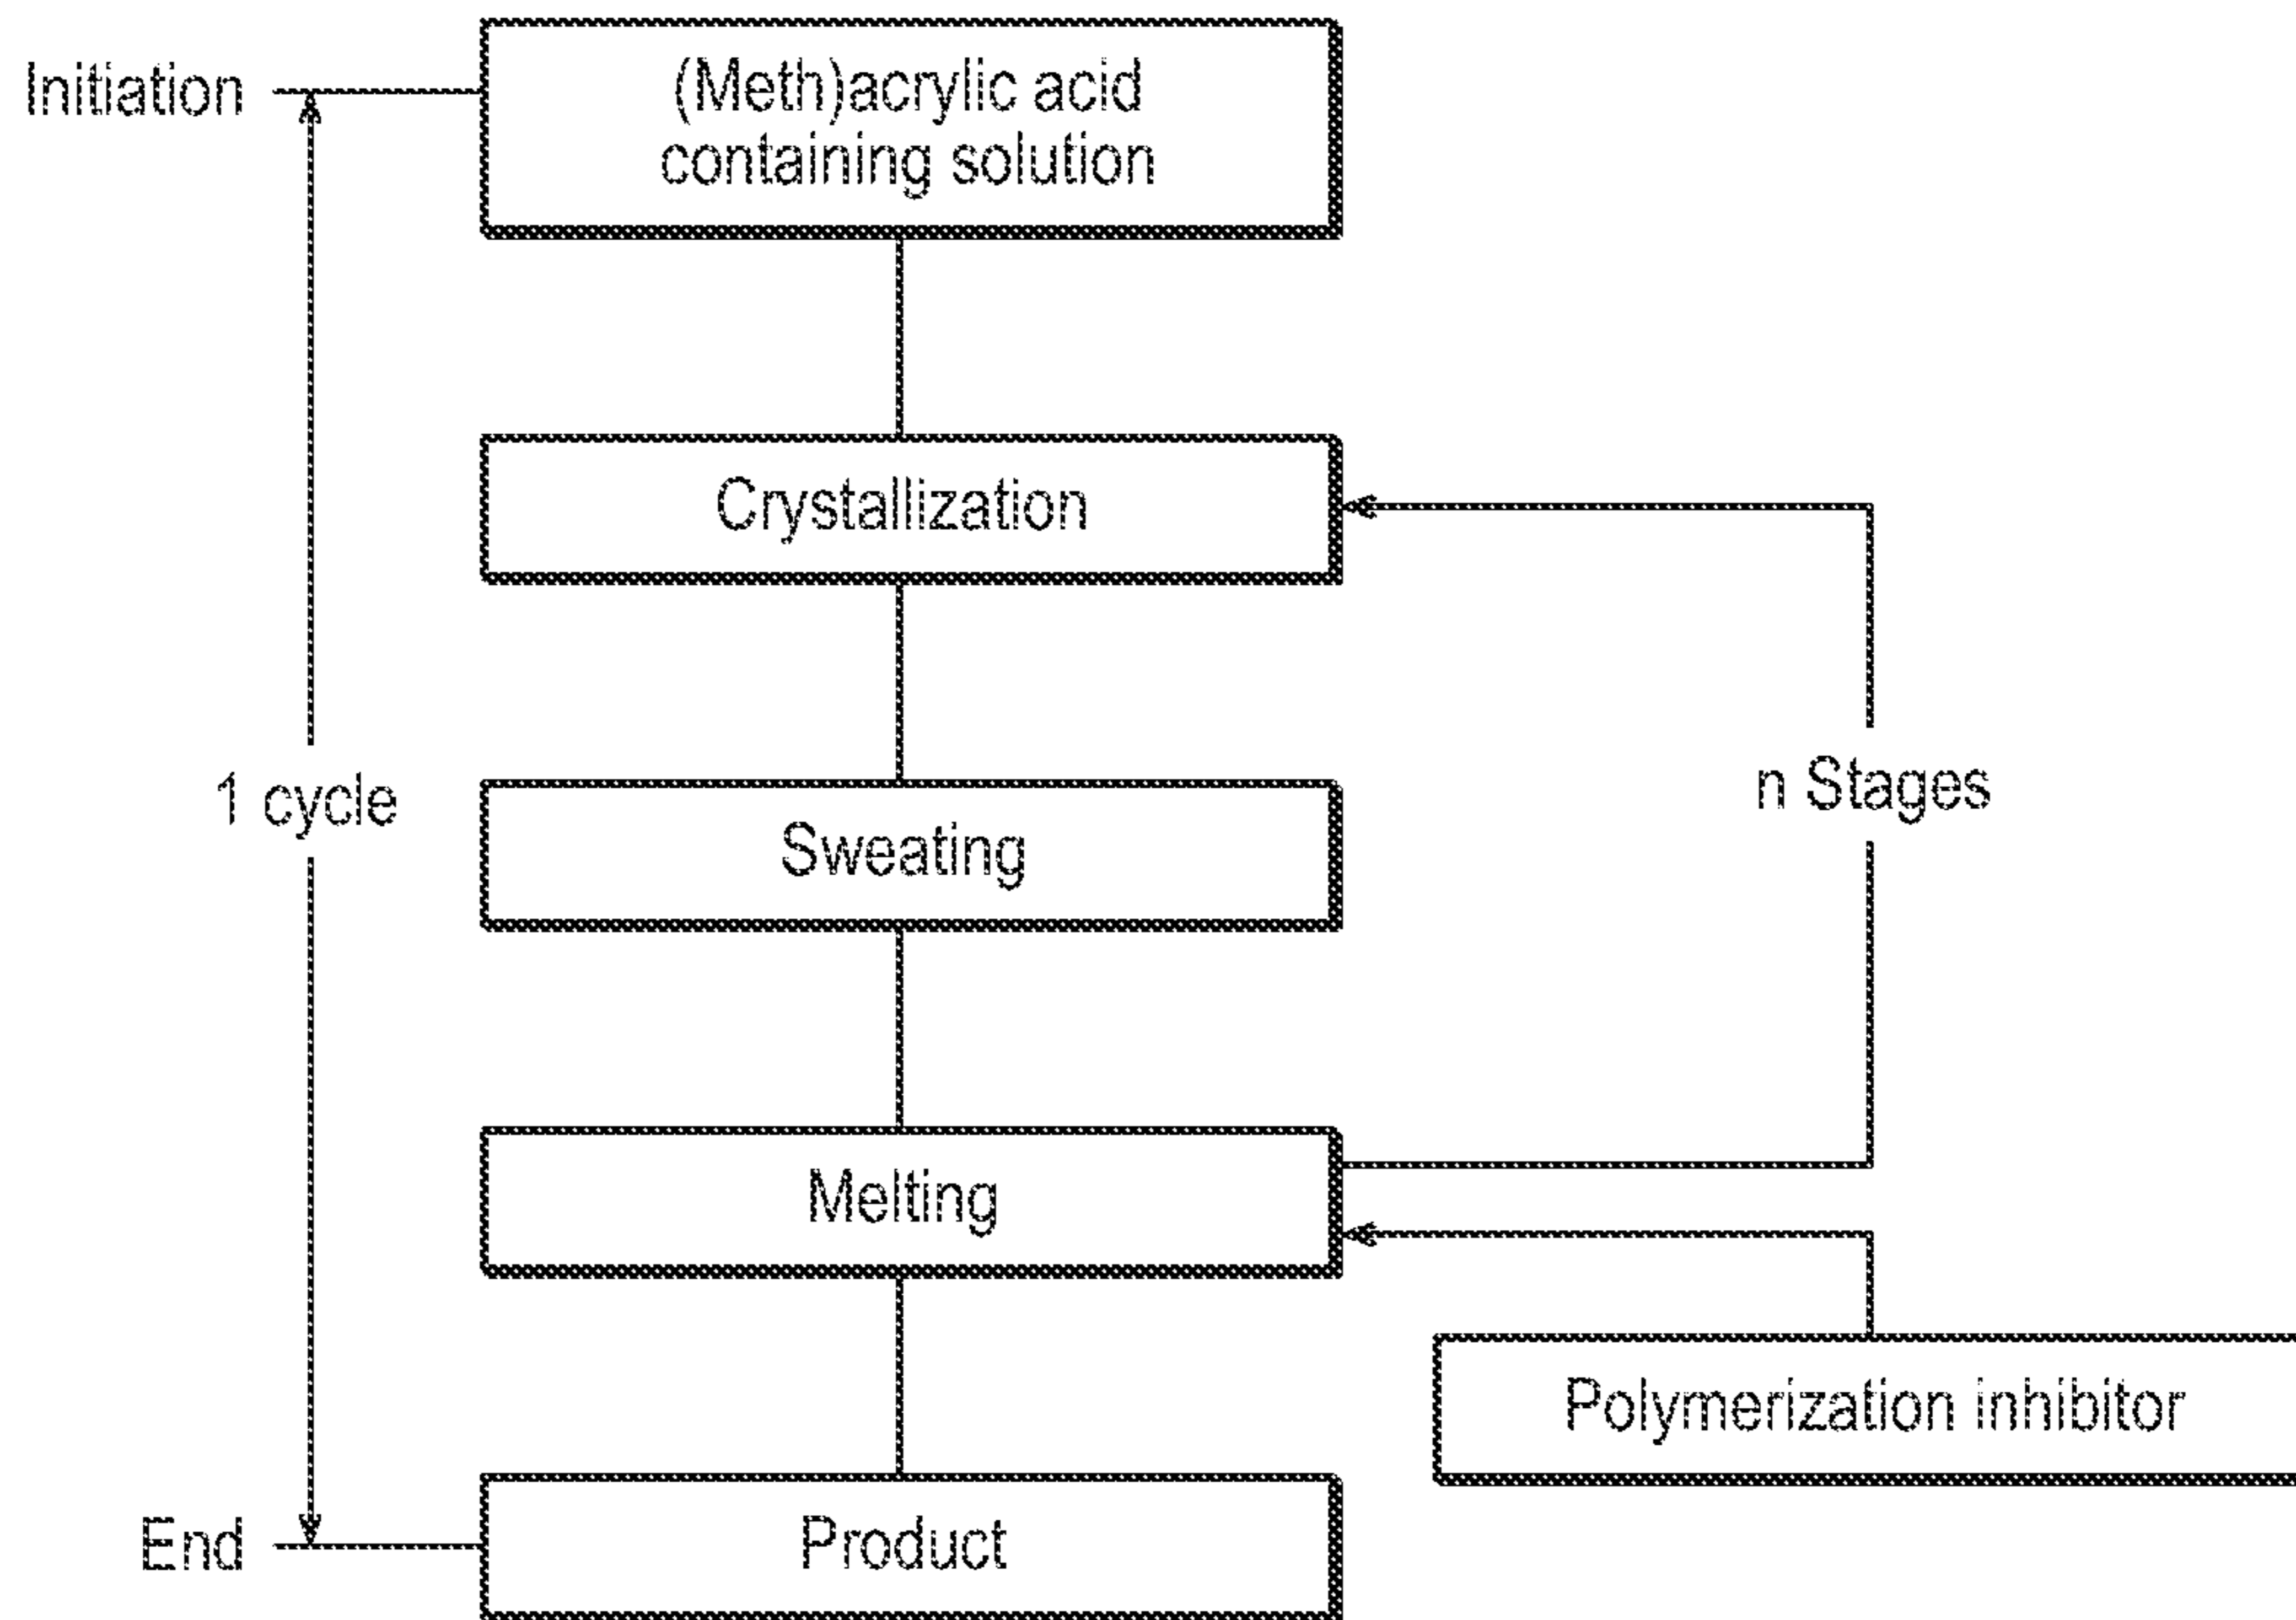 Initiation
(Meth)acrylic acid
containing solution
Crystallization
1 cycle
n Stages
Sweating
Melting
Polymerization inhibitor
End
Product